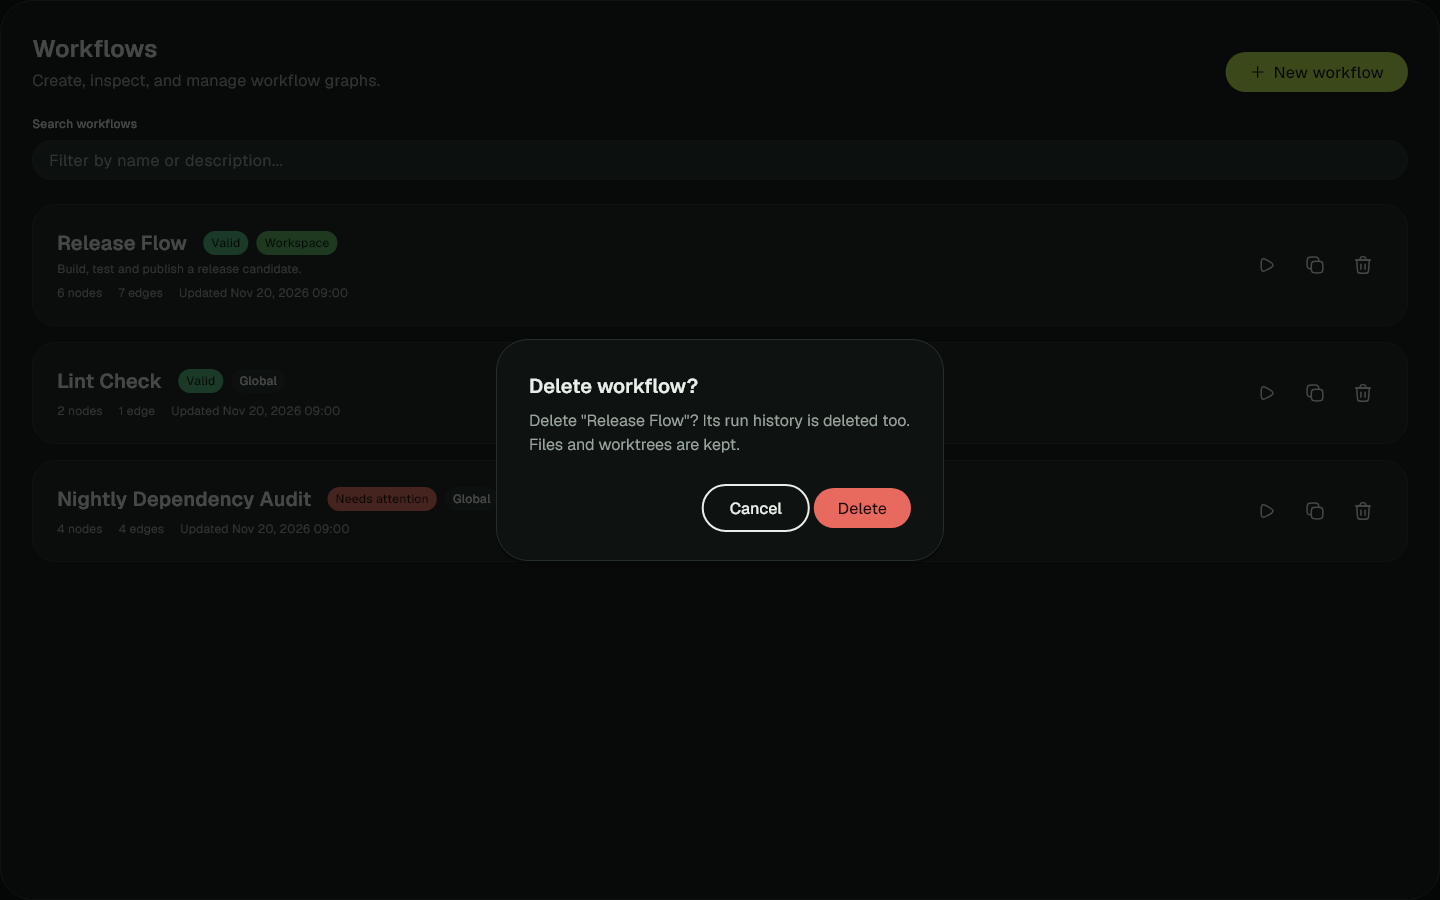 Workflows
Create, inspect, and manage workflow graphs.
New workflow
Search workflows
Filter by name or description...
Release Flow Valid Workspace
Build, test and publish a release candidate.
6 nodes 7 edges Updated Nov 20, 2026 09:00
Lint Check Valid Global
2 nodes 1 edge Updated Nov 20, 2026 09:00
Delete workflow?
Delete "Release Flow"? Its run history is deleted too.
Files and worktrees are kept.
Cancel Delete
Nightly Dependency Audit Needs attention Global
4 nodes 4 edges Updated Nov 20, 2026 09:00